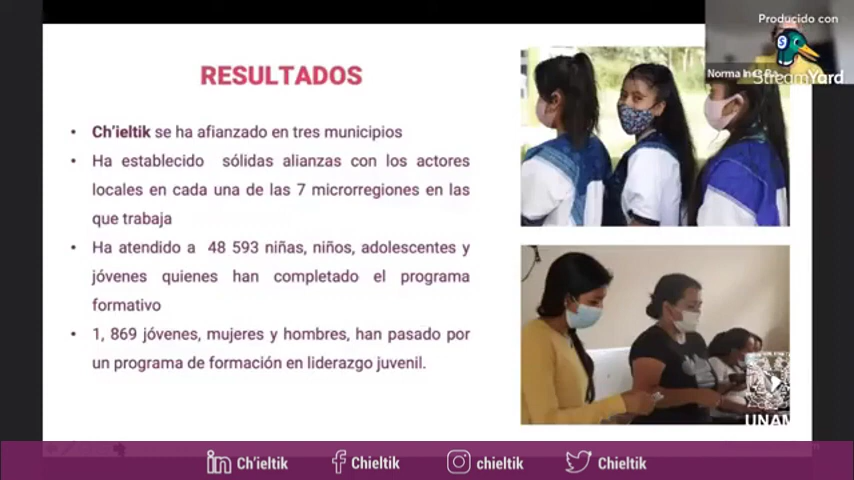 Producido con
StreamYard
RESULTADOS
• Ch'ieltik se ha afianzado en tres municipios
• Ha establecido sólidas alianzas con los actores
locales en cada una de las 7 microrregiones en las
que trabaja
• Ha atendido a 48 593 niñas, niños, adolescentes y
jóvenes quienes han completado el programa
formativo
• 1, 869 jóvenes, mujeres y hombres, han pasado por
un programa de formación en liderazgo juvenil.
Norma
UNAM
Ch'ieltik
Chieltik
chieltik
Chieltik